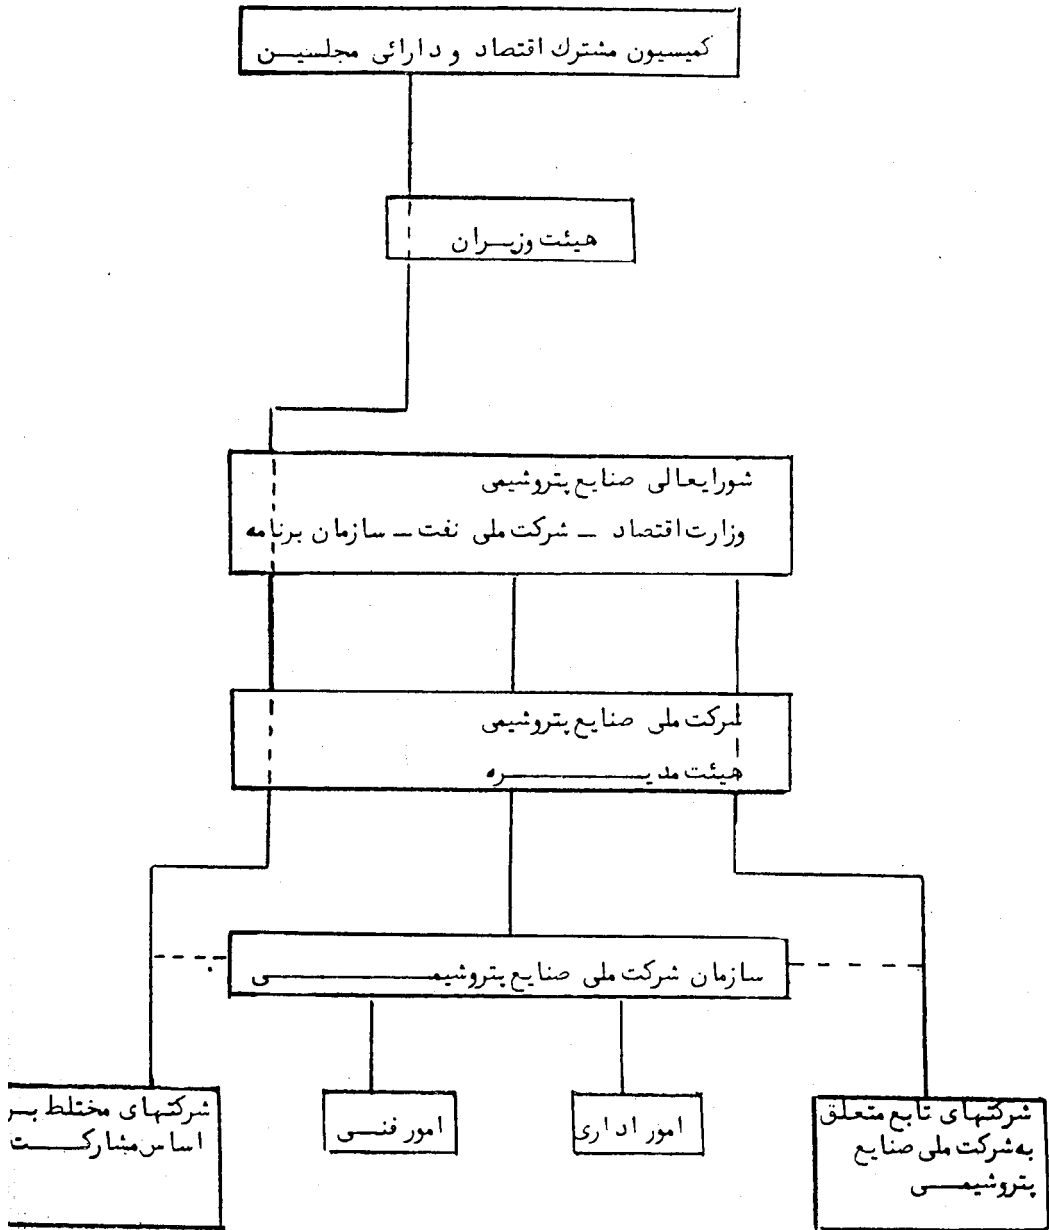 کمیسیون مشترك اقتصاد و دارائی مجلسین
هیئت وزیران
شورایعالی صنایع پتروشیمی
وزارت اقتصاد – شرکت ملی نفت – سازمان برنامه
شرکت ملی صنایع پتروشیمی
هیئت مدیره
سازمان شرکت ملی صنایع پتروشیمی
شرکتهای تابع متعلق
به شرکت ملی صنایع
پتروشیمی
امور اداری
امور فنی
شرکتهای مختلط بر
اساس مشارکت